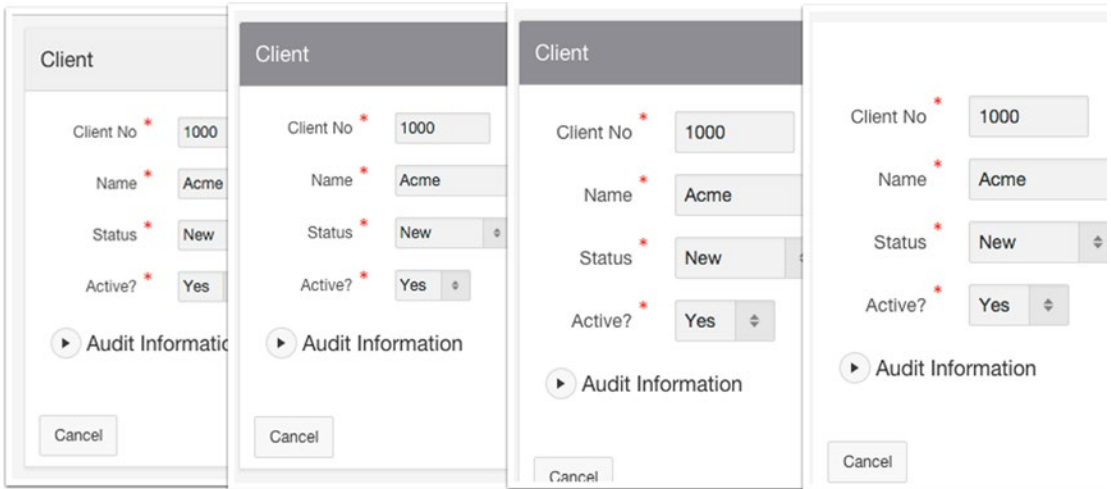 Client
Client No * 1000
Name * Acme
Status * New
Active? * Yes
Audit Informatic
Cancel
Client
Client No * 1000
Name * Acme
Status * New
Active? * Yes
Audit Information
Cancel
Client
Client No * 1000
Name * Acme
Status * New
Active? * Yes
Audit Information
Cancel
Client No * 1000
Name * Acme
Status * New
Active? * Yes
Audit Information
Cancel